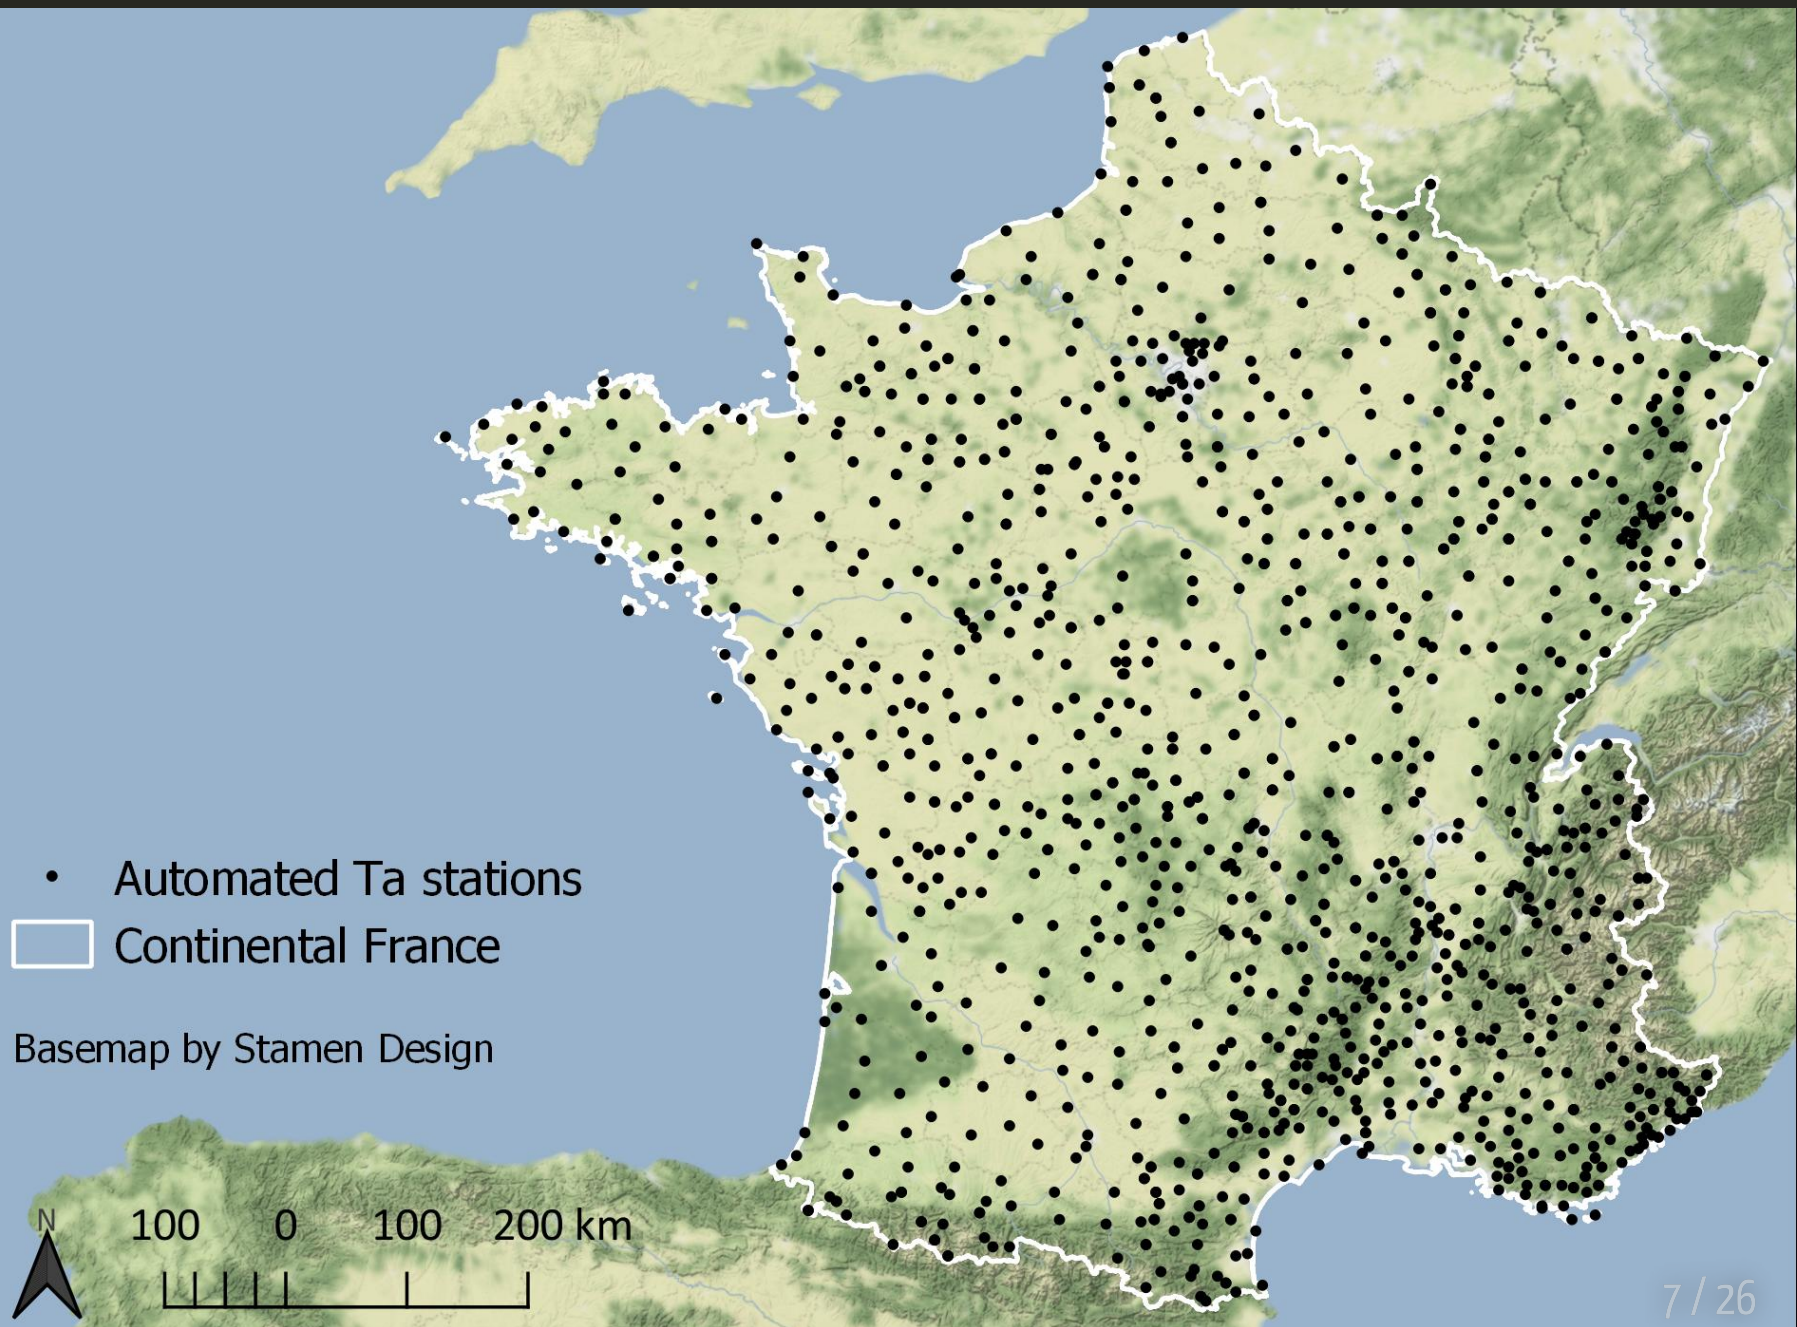 Automated Ta stations
Continental France
Basemap by Stamen Design
N
100 0 100 200 km
7 / 26